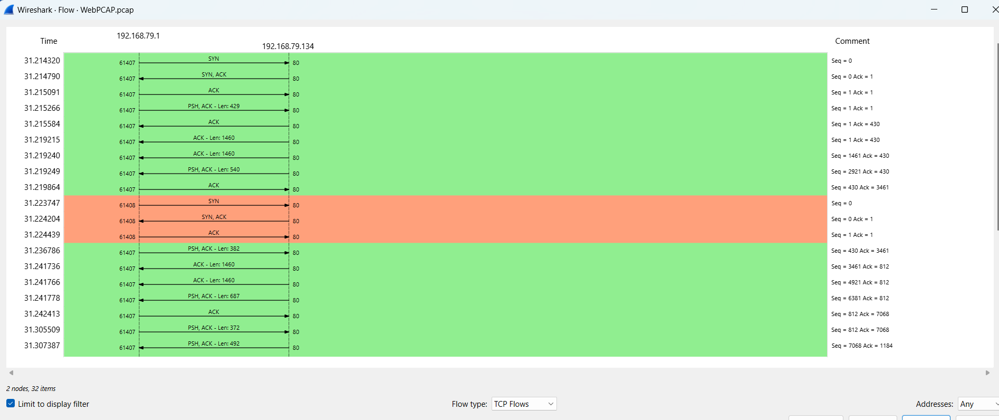 Wireshark · Flow · WebPCAP.pcap
192.168.79.1
Time
Comment
192.168.79.134
31.214320 61407 SYN 80 Seq = 0
31.214790 61407 SYN, ACK 80 Seq = 0 Ack = 1
31.215091 61407 ACK 80 Seq = 1 Ack = 1
31.215266 61407 PSH, ACK - Len: 429 80 Seq = 1 Ack = 1
31.215584 61407 ACK 80 Seq = 1 Ack = 430
31.219215 61407 ACK - Len: 1460 80 Seq = 1 Ack = 430
31.219240 61407 ACK - Len: 1460 80 Seq = 1461 Ack = 430
31.219249 61407 PSH, ACK - Len: 540 80 Seq = 2921 Ack = 430
31.219864 61407 ACK 80 Seq = 430 Ack = 3461
31.223747 61408 SYN 80 Seq = 0
31.224204 61408 SYN, ACK 80 Seq = 0 Ack = 1
31.224439 61408 ACK 80 Seq = 1 Ack = 1
31.236786 61407 PSH, ACK - Len: 382 80 Seq = 430 Ack = 3461
31.241736 61407 ACK - Len: 1460 80 Seq = 3461 Ack = 812
31.241766 61407 ACK - Len: 1460 80 Seq = 4921 Ack = 812
31.241778 61407 PSH, ACK - Len: 687 80 Seq = 6381 Ack = 812
31.242413 61407 ACK 80 Seq = 812 Ack = 7068
31.305509 61407 PSH, ACK - Len: 372 80 Seq = 812 Ack = 7068
31.307387 61407 PSH, ACK - Len: 492 80 Seq = 7068 Ack = 1184
2 nodes, 32 items
Limit to display filter
Flow type: TCP Flows
Addresses: Any